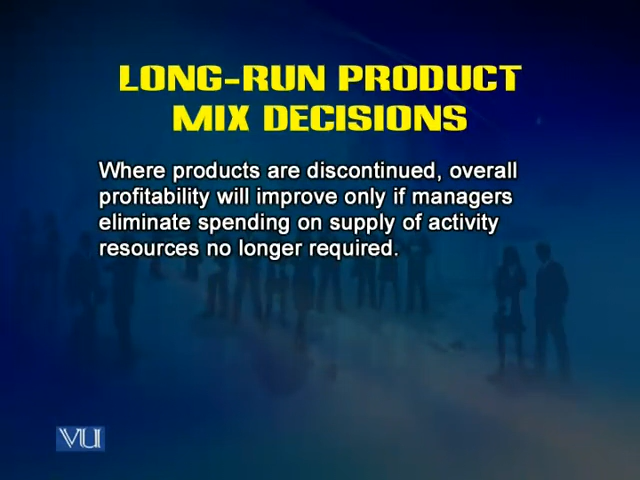 LONG-RUN PRODUCT
MIX DECISIONS
Where products are discontinued, overall
profitability will improve only if managers
eliminate spending on supply of activity
resources no longer required.
VU